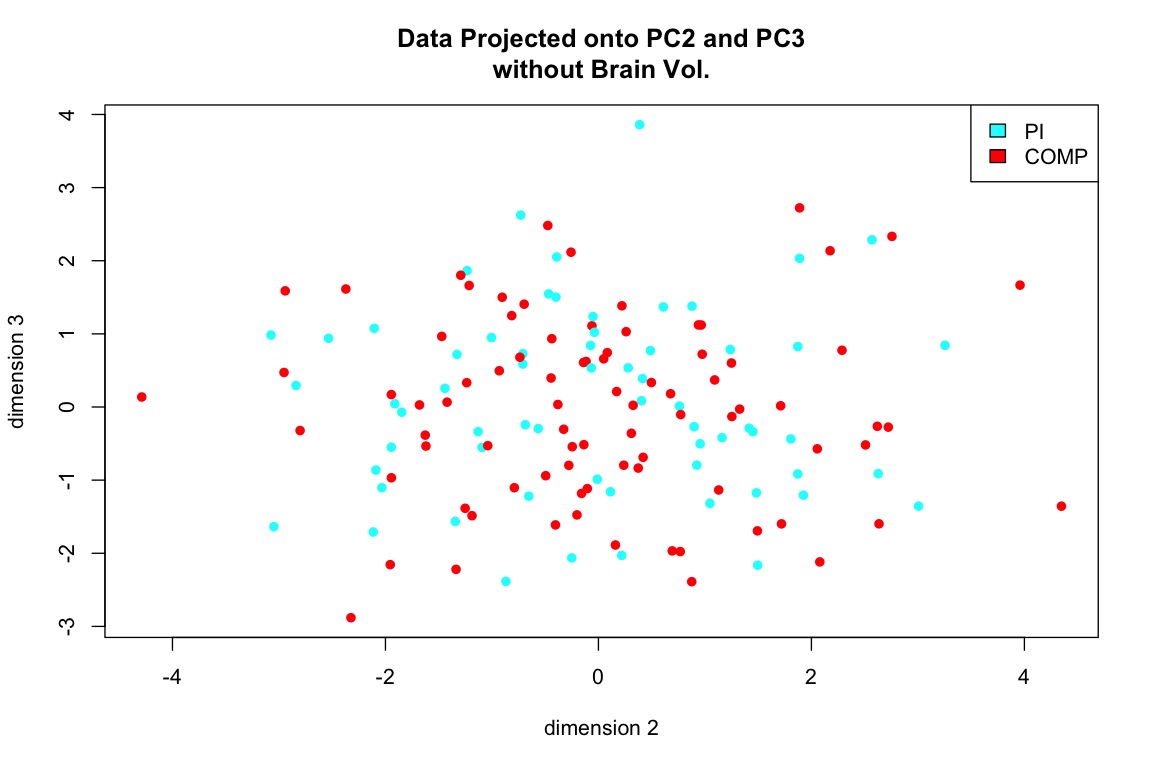 Data Projected onto PC2 and PC3
without Brain Vol.
PI
COMP
4
3
2
1
0
-1
-2
-3
dimension 3
-4
-2
0
2
4
dimension 2